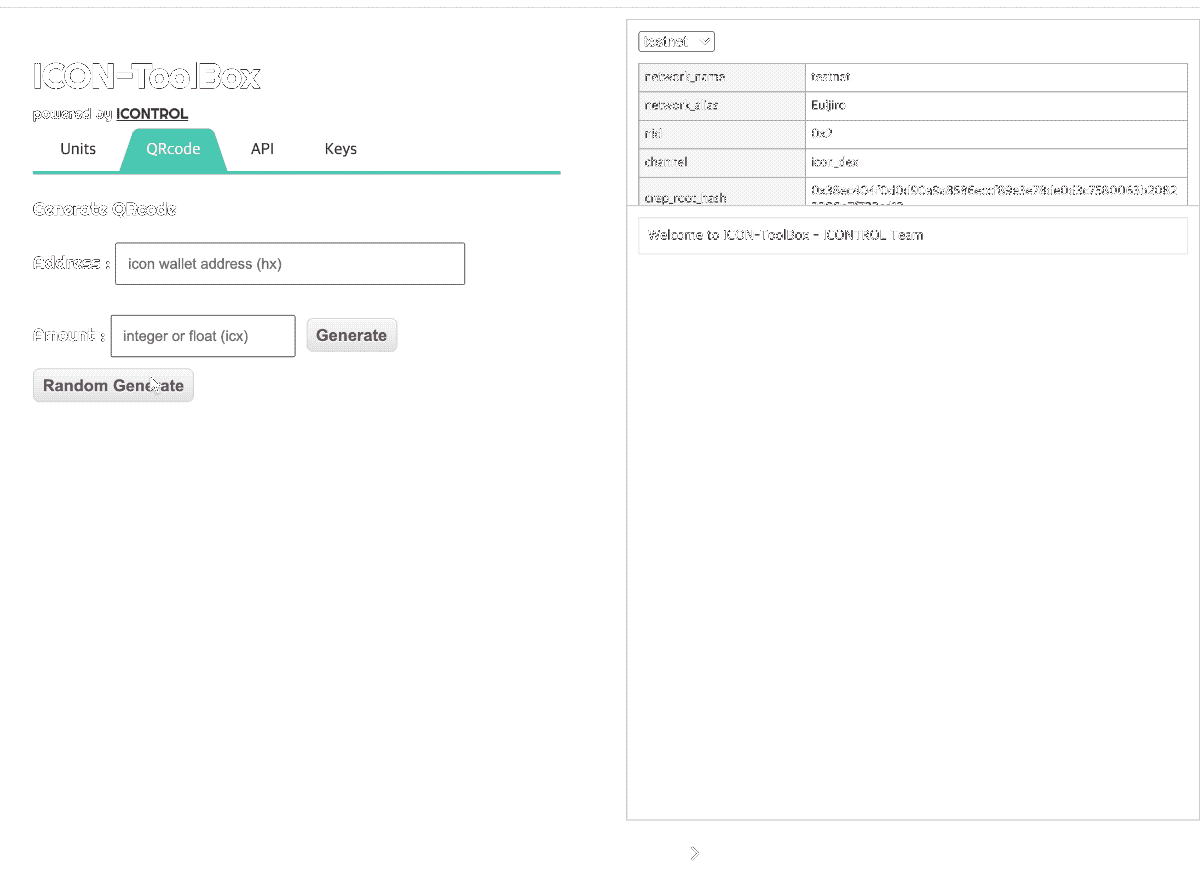 ICON-ToolBox
powered by ICONTROL
Units QRcode API Keys
Generate QRcode
Address : icon wallet address (hx)
Amount : integer or float (icx) Generate
Random Generate
testnet
network_name testnet
network_alias Euljiro
nid 0x2
channel icon_dex
crep_root_hash
Welcome to ICON-ToolBox - ICONTROL Team